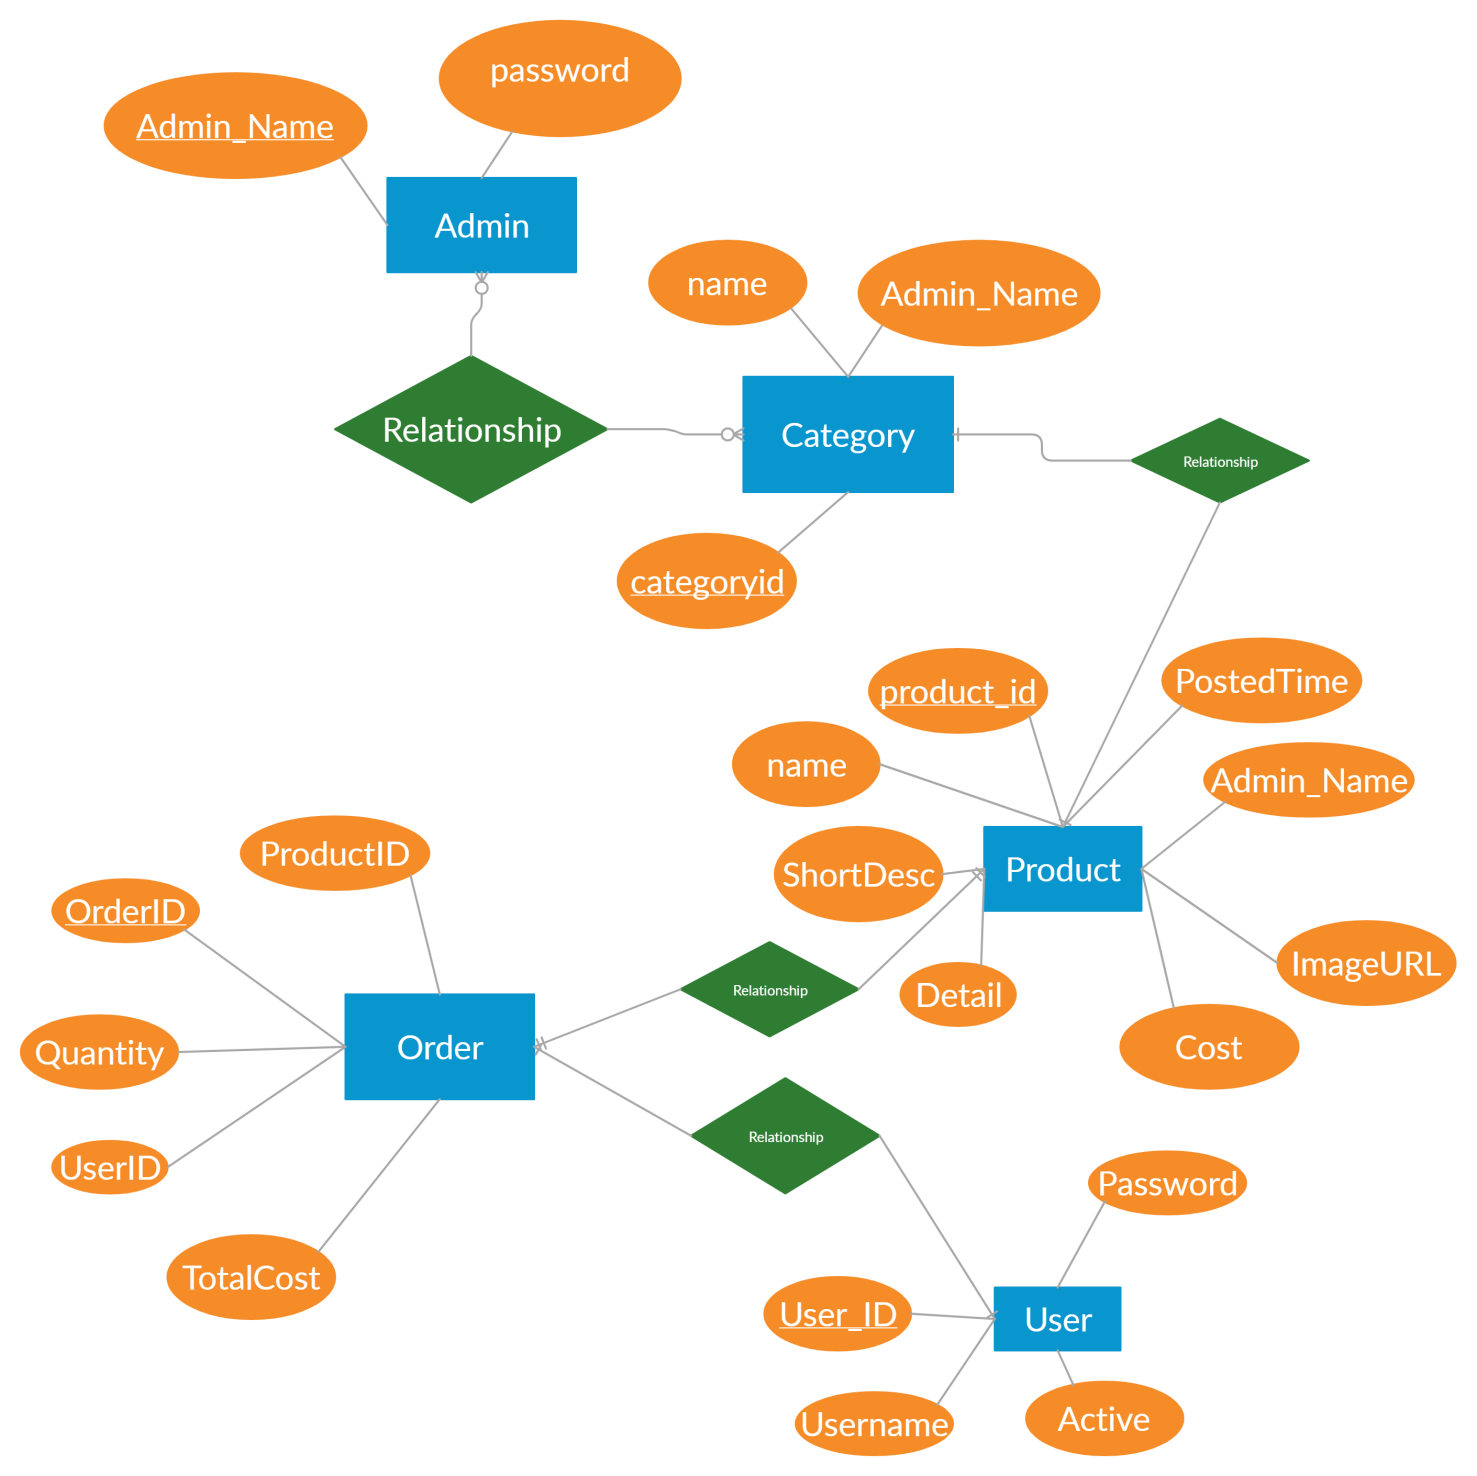 password
Admin_Name
Admin
name
Admin_Name
Relationship
Category
Relationship
categoryid
product_id
PostedTime
name
Admin_Name
ProductID
ShortDesc
Product
OrderID
ImageURL
Relationship
Detail
Quantity
Order
Cost
Relationship
UserID
Password
TotalCost
User_ID
User
Username
Active